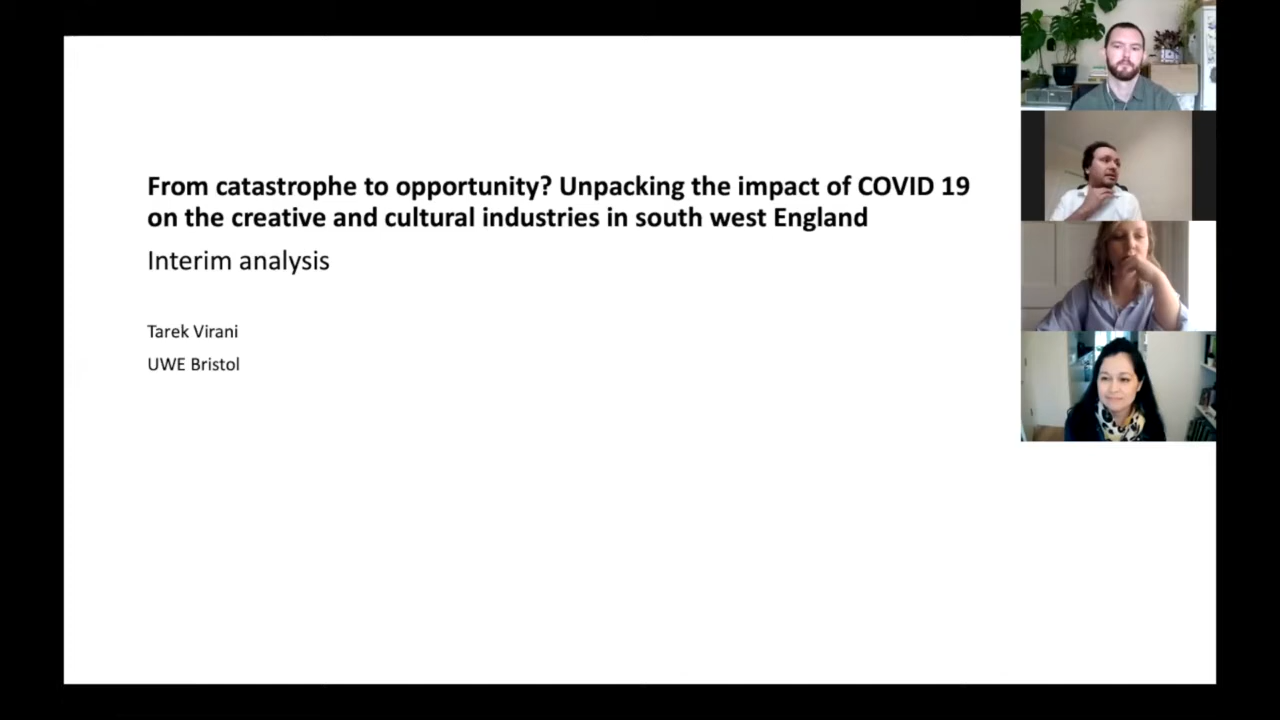 From catastrophe to opportunity? Unpacking the impact of COVID 19
on the creative and cultural industries in south west England
Interim analysis
Tarek Virani
UWE Bristol